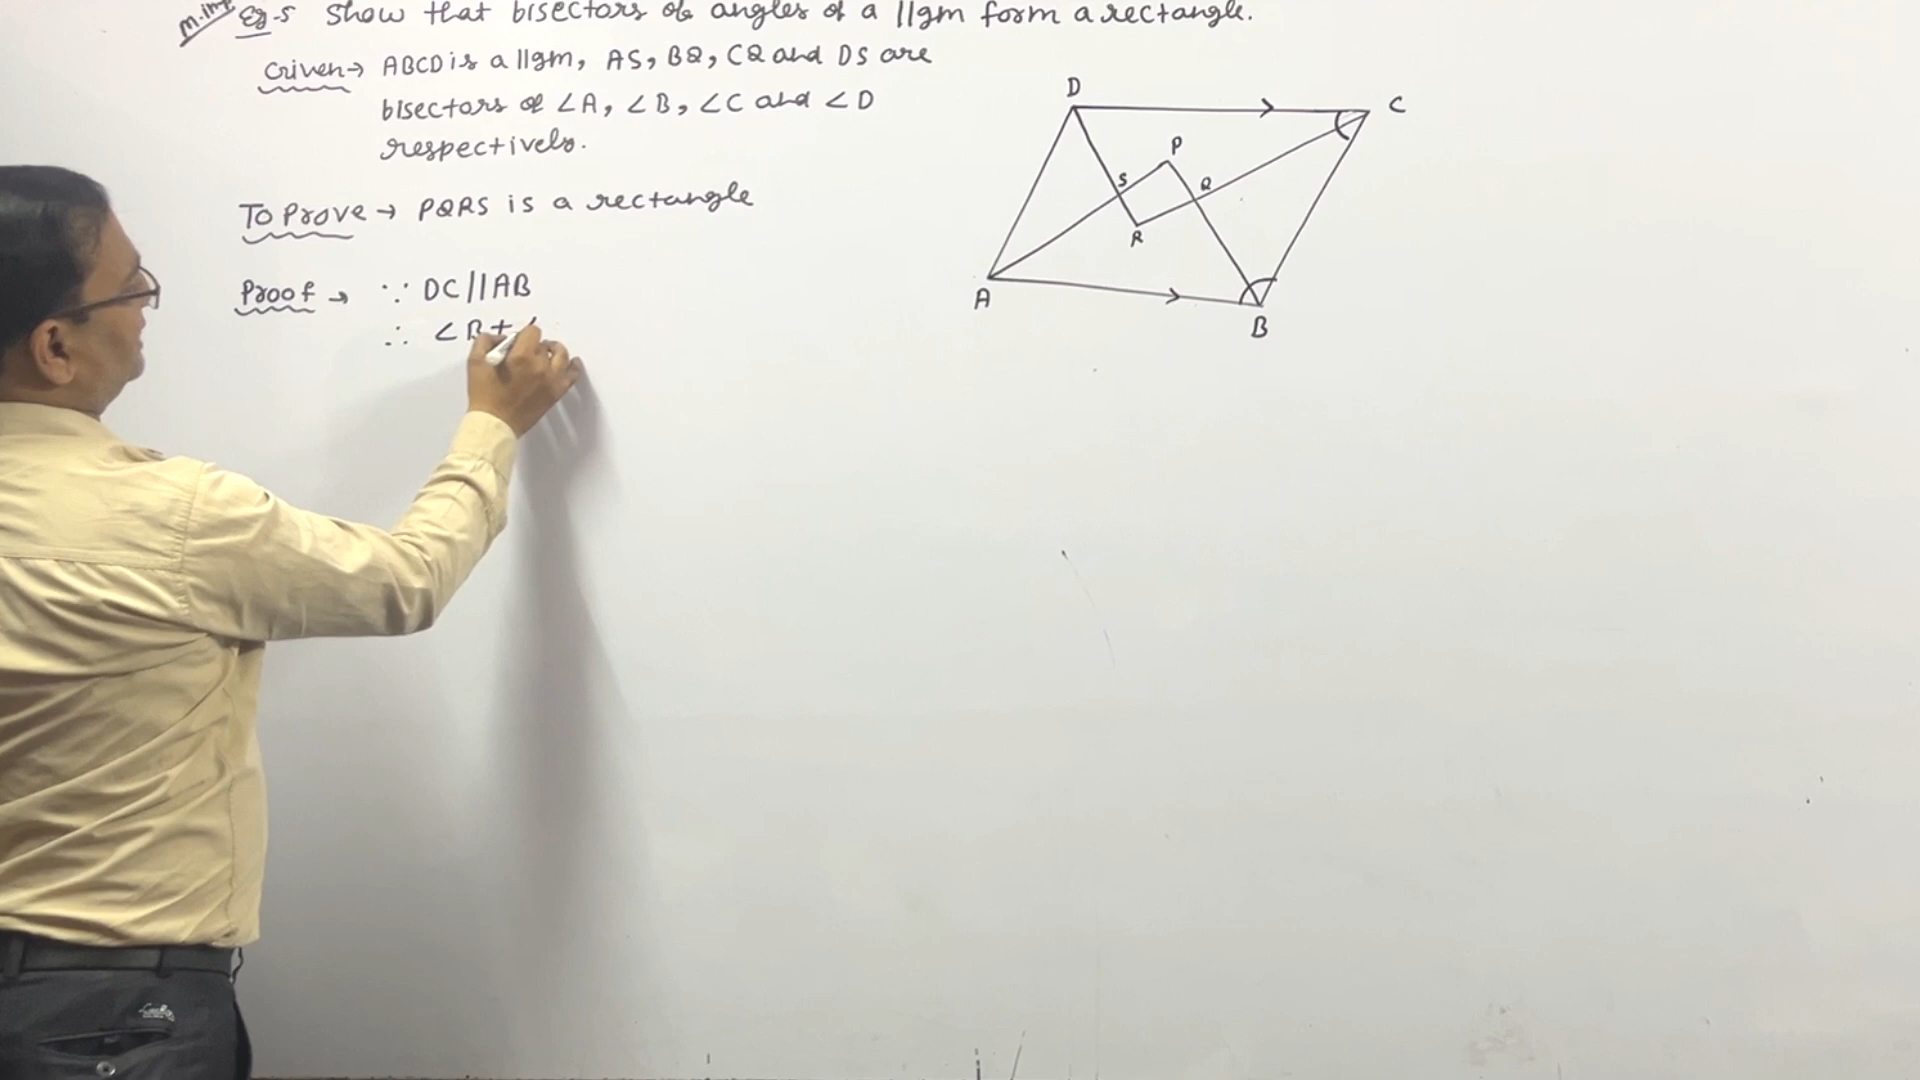 M.imp Eg-5 Show that bisectors of angles of a ||gm form a rectangle.
Given → ABCD is a ||gm, AS, BQ, CQ and DS are
bisectors of ∠A, ∠B, ∠C and ∠D
respectively.
To Prove → PQRS is a rectangle
Proof → ∵ DC||AB
∴ ∠B + ∠
D
C
P
S
Q
R
A
B